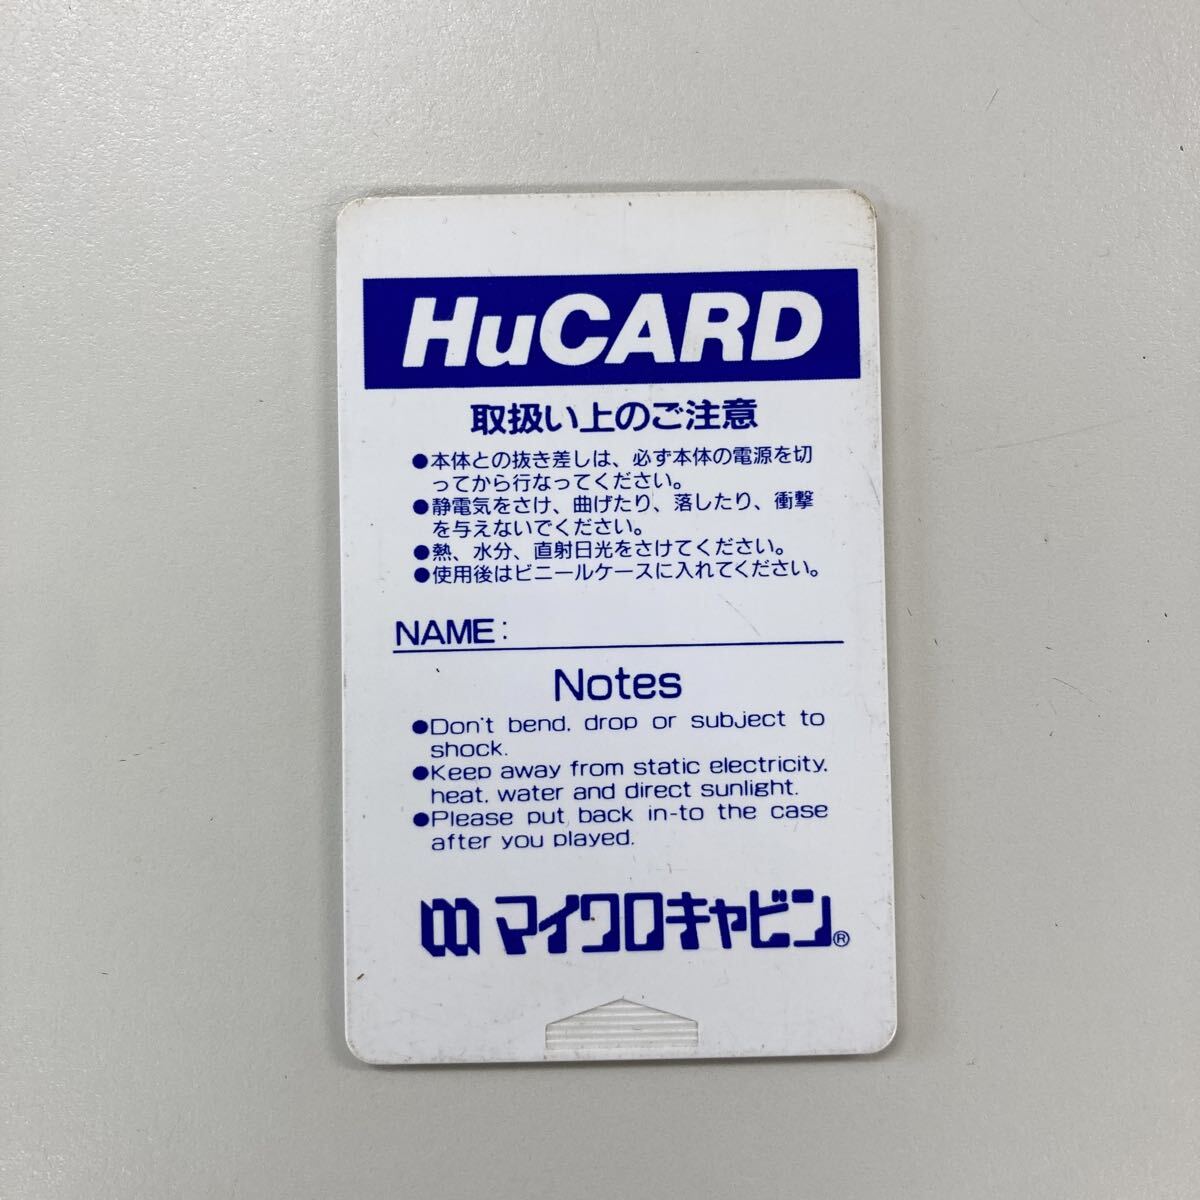 HuCARD
取扱い上のご注意
●本体との抜き差しは、必ず本体の電源を切
ってから行なってください。
●静電気をさけ、曲げたり、落したり、衝撃
を与えないでください。
●熱、水分、直射日光をさけてください。
●使用後はビニールケースに入れてください。
NAME:
Notes
●Don't bend, drop or subject to
shock.
●Keep away from static electricity,
heat, water and direct sunlight.
●Please put back in-to the case
after you played.
マイクロキャビン®